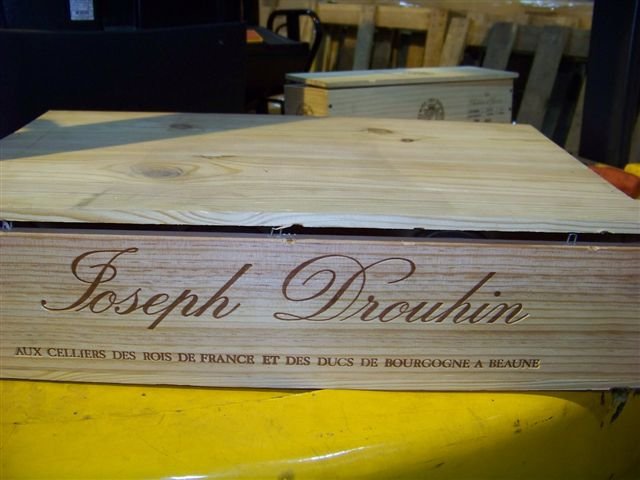 Joseph Drouhin
AUX CELLIERS DES ROIS DE FRANCE ET DES DUCS DE BOURGOGNE A BEAUNE